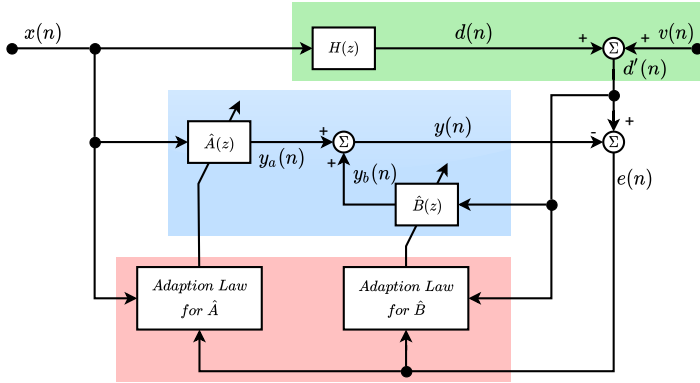 x(n)
H(z)
d(n)
+
Σ
+
v(n)
d′(n)
Â(z)
y_a(n)
+
Σ
+
y(n)
-
+
Σ
y_b(n)
B̂(z)
e(n)
Adaption Law
for Â
Adaption Law
for B̂